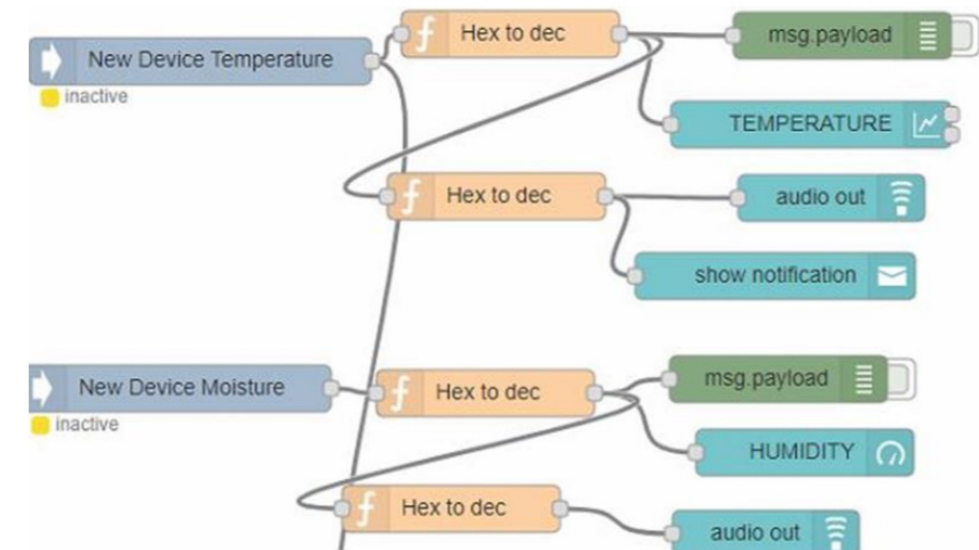 Hex to dec
msg.payload
New Device Temperature
inactive
TEMPERATURE
Hex to dec
audio out
show notification
New Device Moisture
inactive
Hex to dec
msg.payload
HUMIDITY
Hex to dec
audio out